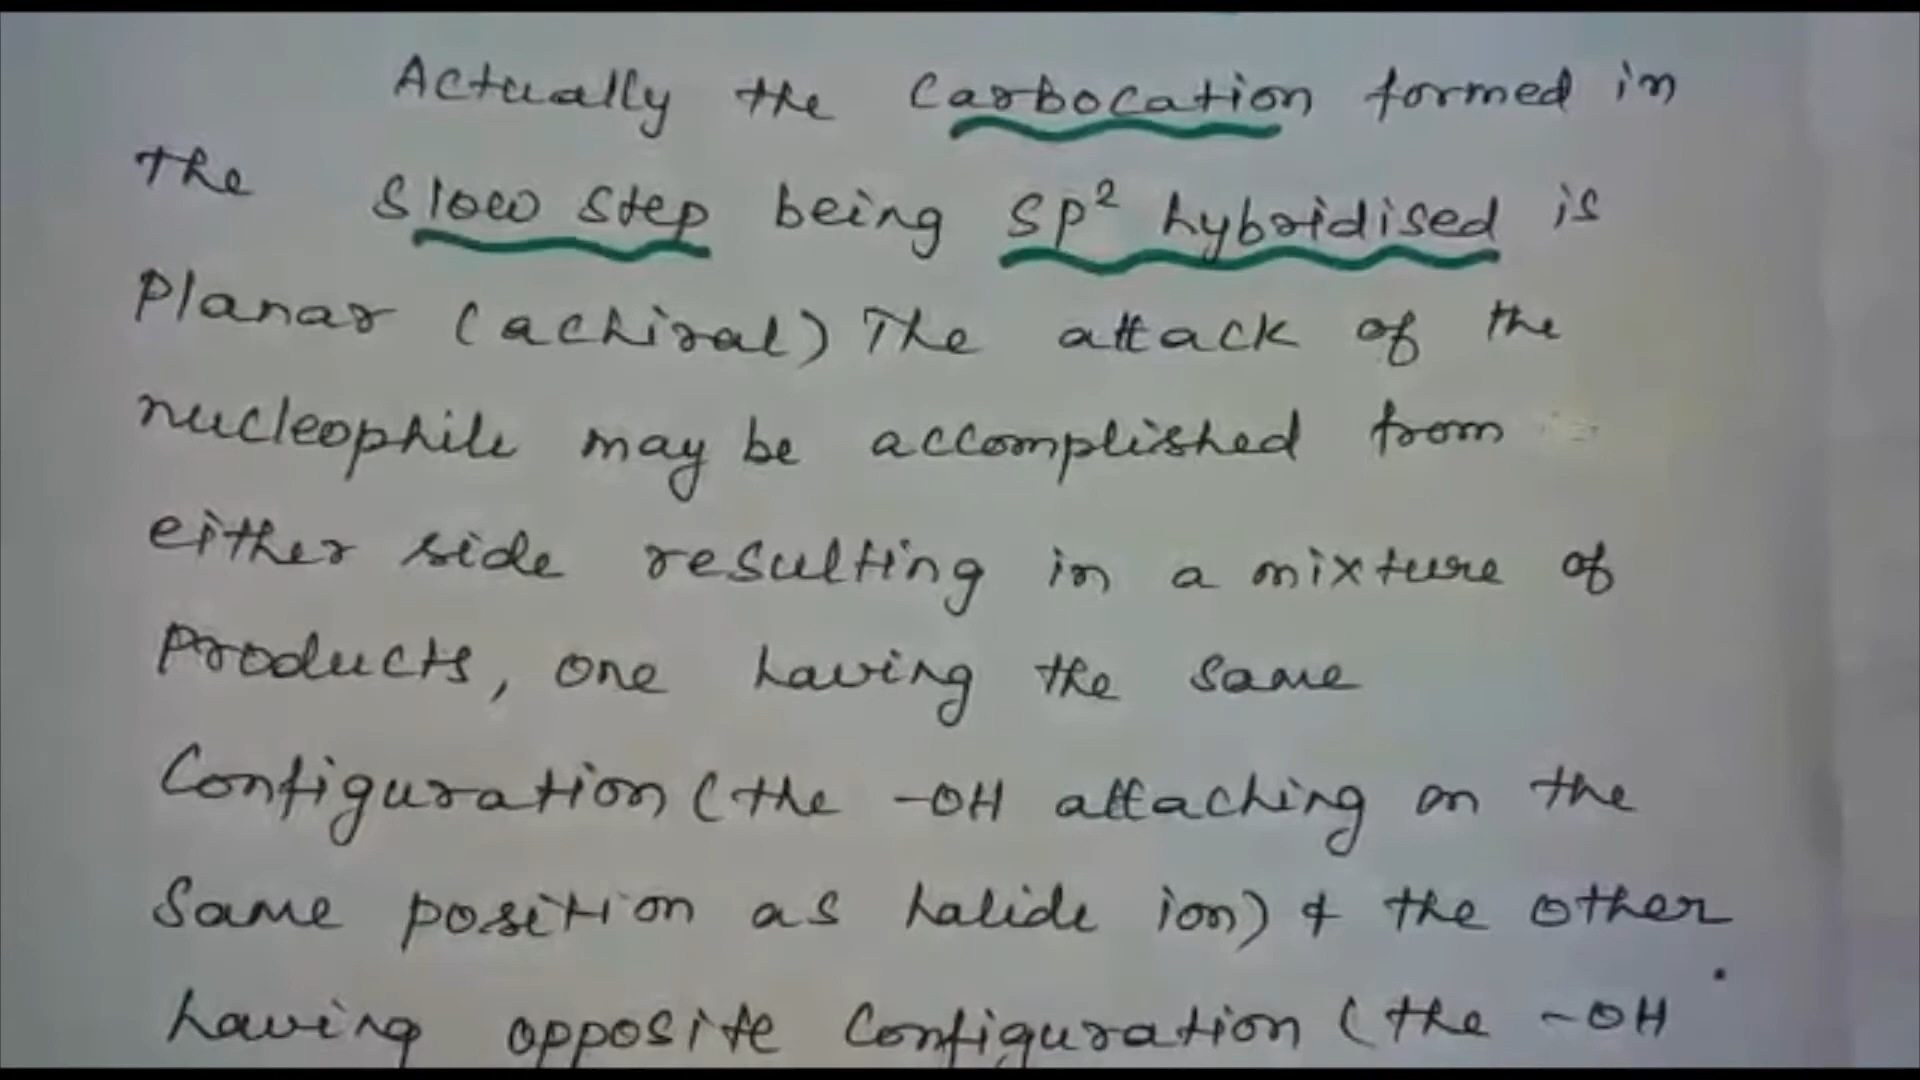 Actually the Carbocation formed in
the slow step being sp² hybridised is
Planar (achiral) The attack of the
nucleophile may be accomplished from
either side resulting in a mixture of
Products, one having the same
Configuration (the -OH attaching on the
Same position as halide ion) & the other
having opposite Configuration (the -OH